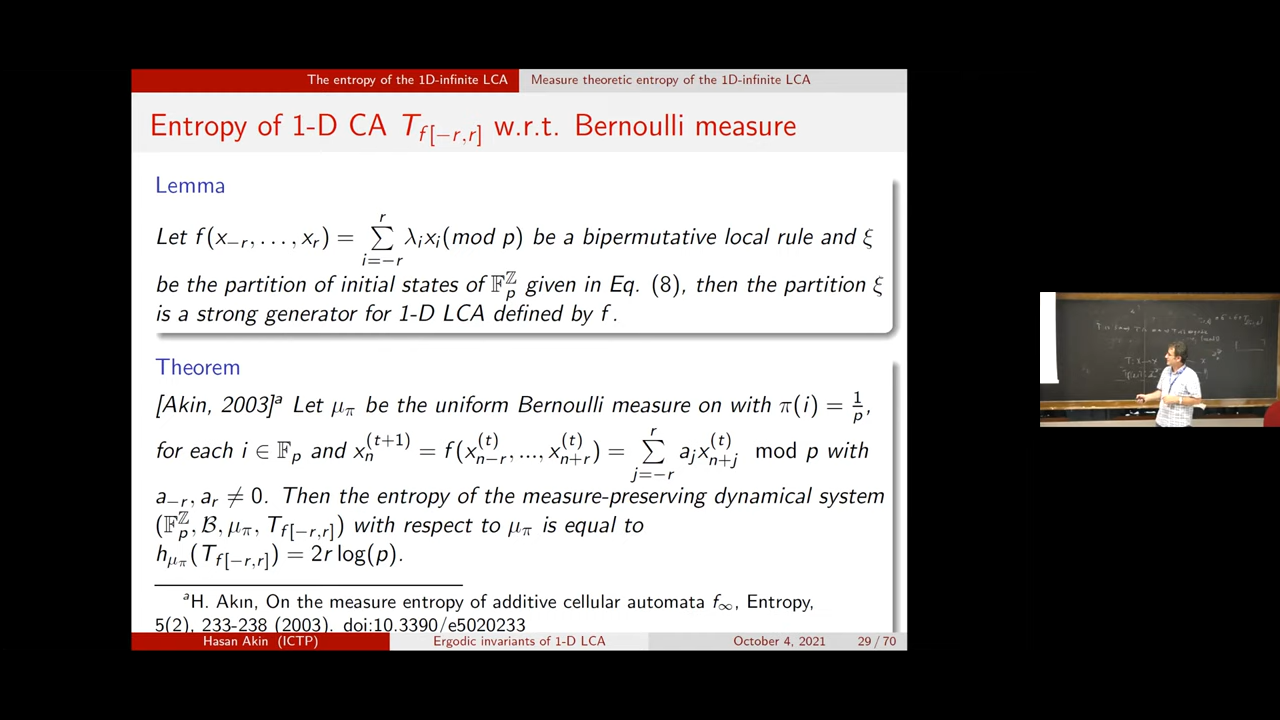 The entropy of the 1D-infinite LCA Measure theoretic entropy of the 1D-infinite LCA
Entropy of 1-D CA T_{f[−r,r]} w.r.t. Bernoulli measure
Lemma
Let f(x_{−r}, . . . , x_r) = \sum_{i=−r}^{r} λ_i x_i (mod p) be a bipermutative local rule and ξ
be the partition of initial states of 𝔽_p^ℤ given in Eq. (8), then the partition ξ
is a strong generator for 1-D LCA defined by f.
Theorem
[Akin, 2003]^a Let μ_π be the uniform Bernoulli measure on with π(i) = 1/p,
for each i ∈ 𝔽_p and x_n^{(t+1)} = f(x_{n−r}^{(t)}, ..., x_{n+r}^{(t)}) = \sum_{j=−r}^{r} a_j x_{n+j}^{(t)} mod p with
a_{−r}, a_r ≠ 0. Then the entropy of the measure-preserving dynamical system
(𝔽_p^ℤ, ℬ, μ_π, T_{f[−r,r]}) with respect to μ_π is equal to
h_{μ_π}(T_{f[−r,r]}) = 2r log(p).
^a H. Akın, On the measure entropy of additive cellular automata f_∞, Entropy,
5(2), 233-238 (2003). doi:10.3390/e5020233
Hasan Akin (ICTP) Ergodic invariants of 1-D LCA October 4, 2021 29 / 70